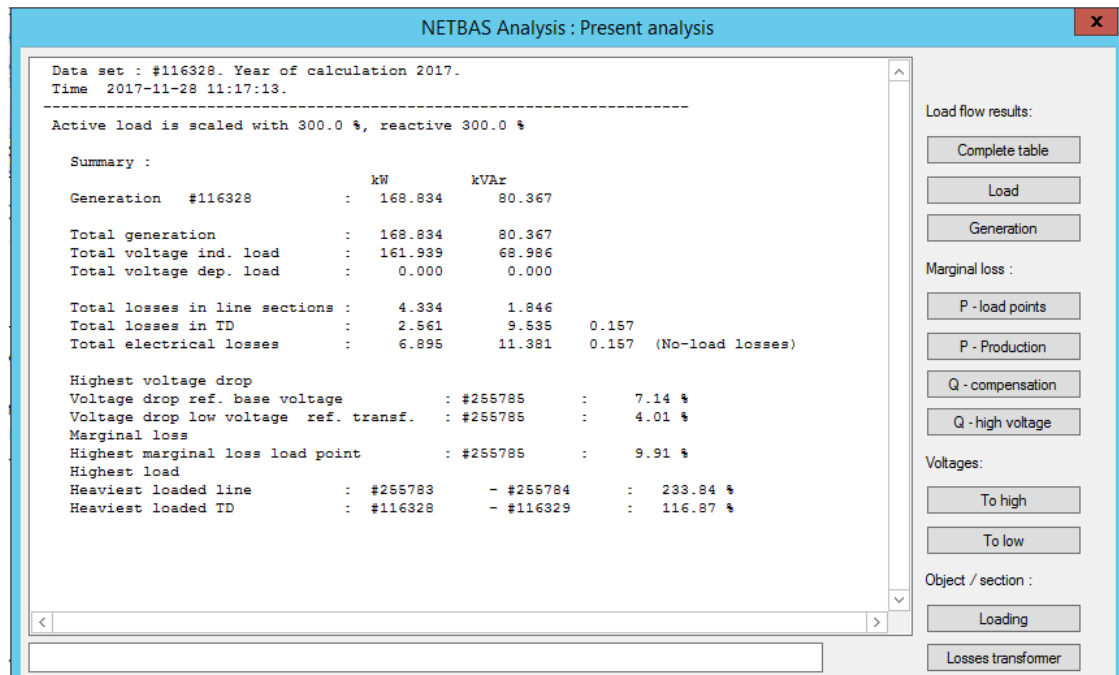 NETBAS Analysis : Present analysis
x
Data set : #116328. Year of calculation 2017.
Time 2017-11-28 11:17:13.
------------------------------------------------------------------------
Active load is scaled with 300.0 %, reactive 300.0 %
Summary :
kW kVAr
Generation #116328 : 168.834 80.367
Total generation : 168.834 80.367
Total voltage ind. load : 161.939 68.986
Total voltage dep. load : 0.000 0.000
Total losses in line sections : 4.334 1.846
Total losses in TD : 2.561 9.535 0.157
Total electrical losses : 6.895 11.381 0.157 (No-load losses)
Highest voltage drop
Voltage drop ref. base voltage : #255785 : 7.14 %
Voltage drop low voltage ref. transf. : #255785 : 4.01 %
Marginal loss
Highest marginal loss load point : #255785 : 9.91 %
Highest load
Heaviest loaded line : #255783 - #255784 : 233.84 %
Heaviest loaded TD : #116328 - #116329 : 116.87 %
Load flow results:
Complete table
Load
Generation
Marginal loss :
P - load points
P - Production
Q - compensation
Q - high voltage
Voltages:
To high
To low
Object / section :
Loading
Losses transformer